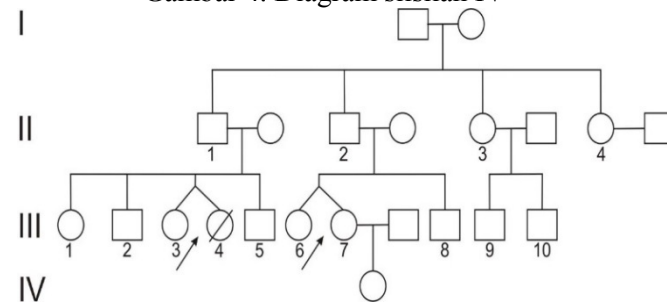 Gambar 4. Diagram silsilah IV
I
II
1 2 3 4
III
1 2 3 4 5 6 7 8 9 10
IV